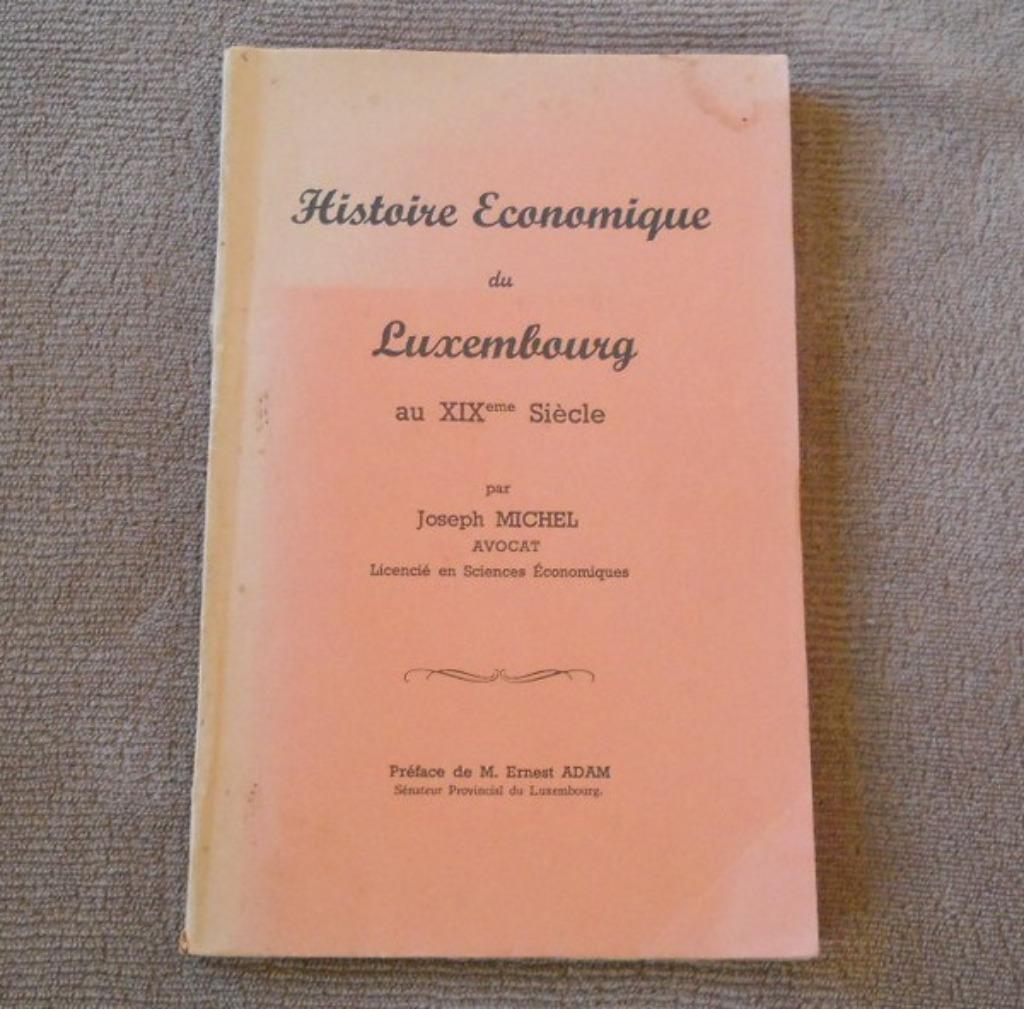 Histoire Economique
du
Luxembourg
au XIXeme Siècle
par
Joseph MICHEL
AVOCAT
Licencié en Sciences Économiques
Préface de M. Ernest ADAM
Sénateur Provincial du Luxembourg.